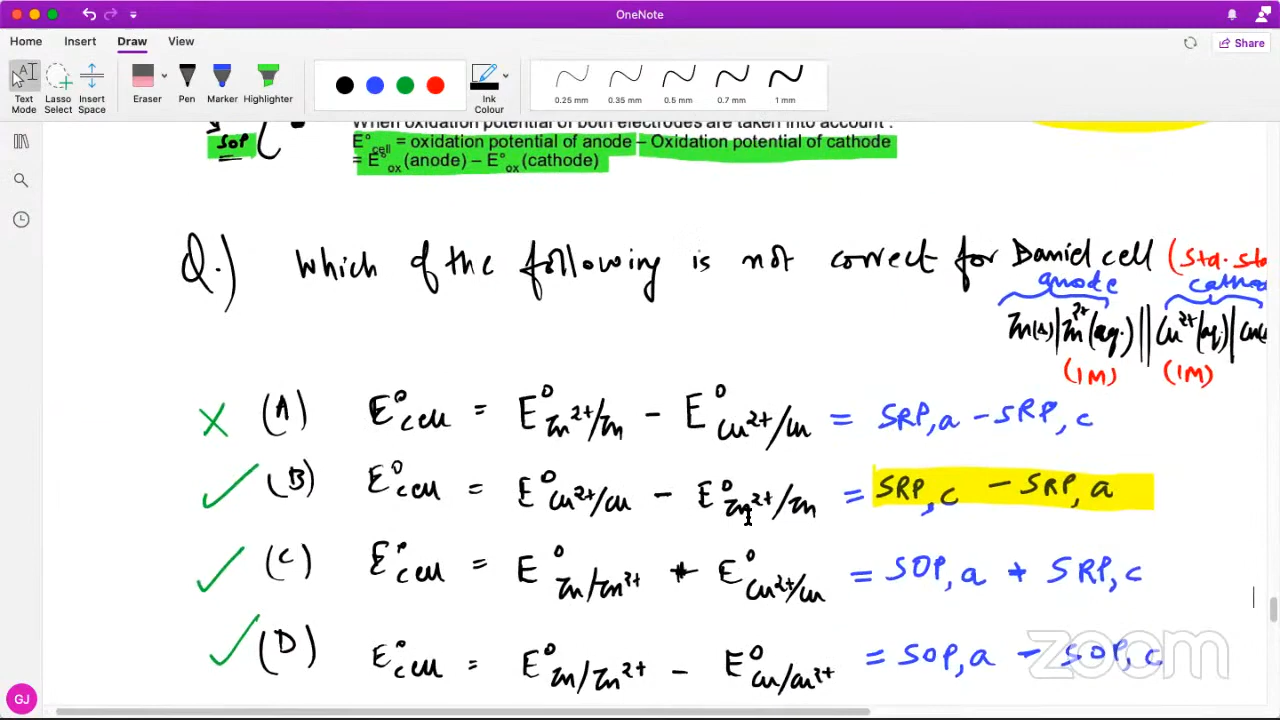 OneNote
Home Insert Draw View
Share
Text Mode
Lasso Select
Insert Space
Eraser
Pen
Marker
Highlighter
Ink Colour
0.25 mm 0.35 mm 0.5 mm 0.7 mm 1 mm
When oxidation potential of both electrodes are taken into account :
SOP
E°cell = oxidation potential of anode – Oxidation potential of cathode
= E°ox (anode) – E°ox (cathode)
Q.) Which of the following is not correct for Daniel cell (Std. sta
anode cathod
Zn(s)|Zn²⁺(aq.)||Cu²⁺(aq)|Cu(s
(1M) (1M)
X (A) E°cell = E°Zn²⁺/Zn – E°Cu²⁺/Cu = SRP,a – SRP,c
✓ (B) E°cell = E°Cu²⁺/Cu – E°Zn²⁺/Zn = SRP,c – SRP,a
✓ (C) E°cell = E°Zn/Zn²⁺ + E°Cu²⁺/Cu = SOP,a + SRP,c
✓ (D) E°cell = E°Zn/Zn²⁺ – E°Cu/Cu²⁺ = SOP,a – SOP,c
zoom
GJ